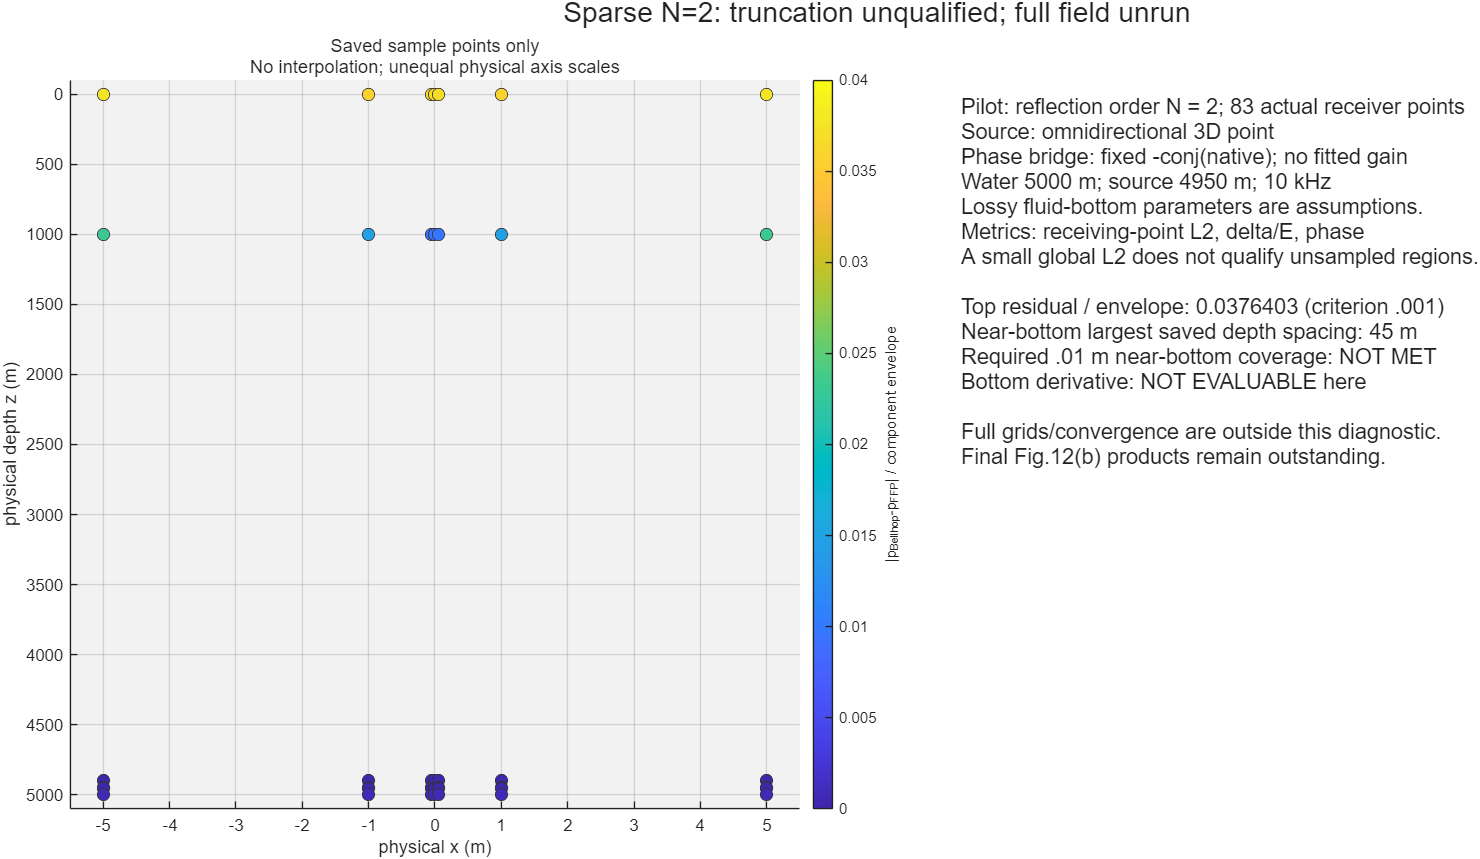 Sparse N=2: truncation unqualified; full field unrun
Saved sample points only
No interpolation; unequal physical axis scales
0
500
1000
1500
2000
2500
3000
3500
4000
4500
5000
physical depth z (m)
-5
-4
-3
-2
-1
0
1
2
3
4
5
physical x (m)
0.04
0.035
0.03
0.025
0.02
0.015
0.01
0.005
0
|pBellhop-pFFP| / component envelope
Pilot: reflection order N = 2; 83 actual receiver points
Source: omnidirectional 3D point
Phase bridge: fixed -conj(native); no fitted gain
Water 5000 m; source 4950 m; 10 kHz
Lossy fluid-bottom parameters are assumptions.
Metrics: receiving-point L2, delta/E, phase
A small global L2 does not qualify unsampled regions.
Top residual / envelope: 0.0376403 (criterion .001)
Near-bottom largest saved depth spacing: 45 m
Required .01 m near-bottom coverage: NOT MET
Bottom derivative: NOT EVALUABLE here
Full grids/convergence are outside this diagnostic.
Final Fig.12(b) products remain outstanding.